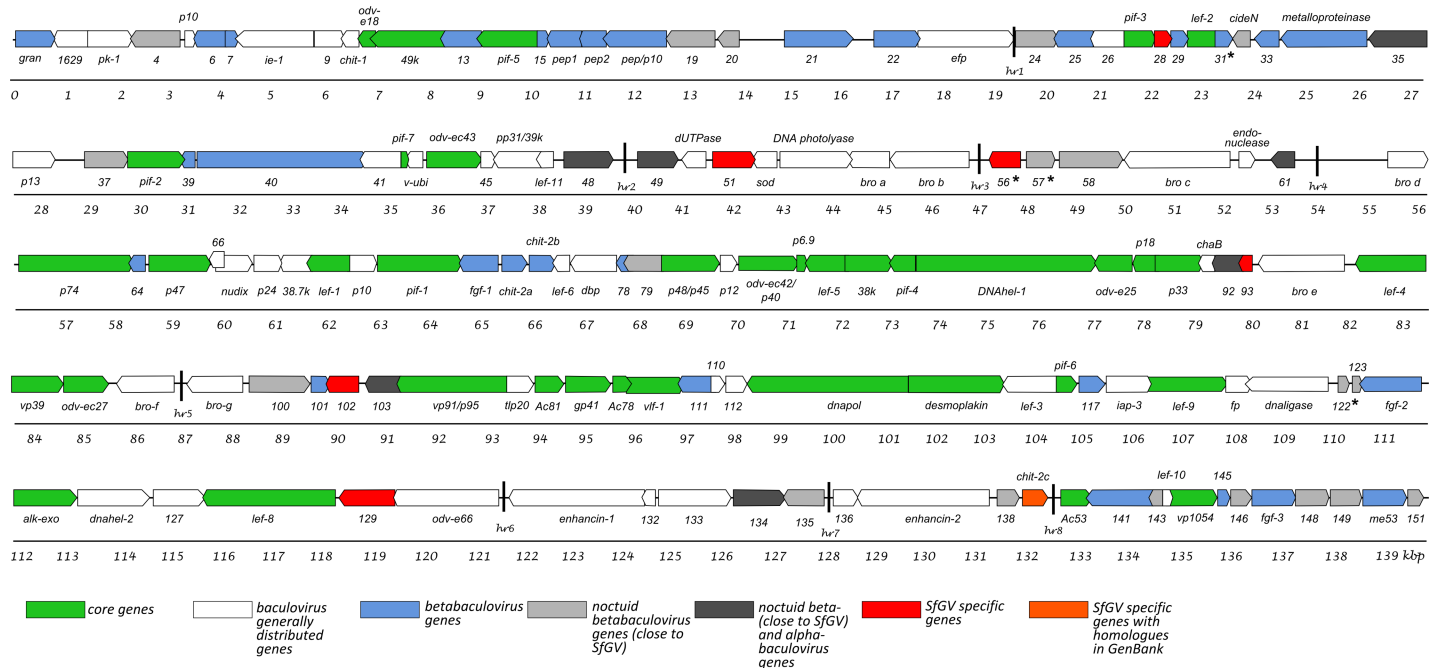 p10 odv-e18 pif-3 lef-2 cideN metalloproteinase
gran 1629 pk-1 4 6 7 ie-1 9 chit-1 49k 13 pif-5 15 pep1 pep2 pep/p10 19 20 21 22 efp hr1 24 25 26 28 29 31 * 33 35
0 1 2 3 4 5 6 7 8 9 10 11 12 13 14 15 16 17 18 19 20 21 22 23 24 25 26 27
pif-7 odv-ec43 pp31/39k dUTPase DNA photolyase endo-nuclease
p13 37 pif-2 39 40 41 v-ubi 45 lef-11 48 hr2 49 51 sod bro a bro b hr3 56 * 57 * 58 bro c 61 hr4 bro d
28 29 30 31 32 33 34 35 36 37 38 39 40 41 42 43 44 45 46 47 48 49 50 51 52 53 54 55 56
66 chit-2b p6.9 p18 chaB
p74 64 p47 nudix p24 38.7k lef-1 p10 pif-1 fgf-1 chit-2a lef-6 dbp 78 79 p48/p45 p12 odv-ec42/p40 lef-5 38k pif-4 DNAhel-1 odv-e25 p33 92 93 bro e lef-4
57 58 59 60 61 62 63 64 65 66 67 68 69 70 71 72 73 74 75 76 77 78 79 80 81 82 83
110 pif-6 123
vp39 odv-ec27 bro-f hr5 bro-g 100 101 102 103 vp91/p95 tlp20 Ac81 gp41 Ac78 vlf-1 111 112 dnapol desmoplakin lef-3 117 iap-3 lef-9 fp dnaligase 122 * fgf-2
84 85 86 87 88 89 90 91 92 93 94 95 96 97 98 99 100 101 102 103 104 105 106 107 108 109 110 111
chit-2c lef-10 145
alk-exo dnahel-2 127 lef-8 129 odv-e66 hr6 enhancin-1 132 133 134 135 hr7 136 enhancin-2 138 hr8 Ac53 141 143 vp1054 146 fgf-3 148 149 me53 151
112 113 114 115 116 117 118 119 120 121 122 123 124 125 126 127 128 129 130 131 132 133 134 135 136 137 138 139 kbp
core genes
baculovirus
generally
distributed
genes
betabaculovirus
genes
noctuid
betabaculovirus
genes (close to
SfGV)
noctuid beta-
(close to SfGV)
and alpha-
baculovirus
genes
SfGV specific
genes
SfGV specific
genes with
homologues
in GenBank